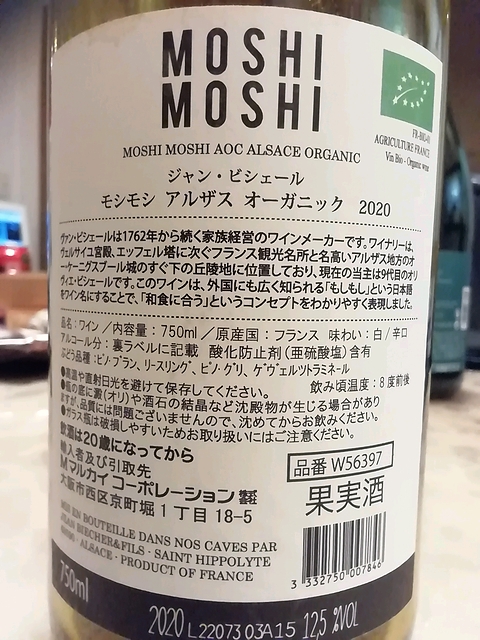 MOSHI
MOSHI
FR-BIO-01
AGRICULTURE FRANCE
Vin Bio - Organic wine
MOSHI MOSHI AOC ALSACE ORGANIC
ジャン・ビシェール
モシモシ アルザス オーガニック 2020
ヴァン・ビシェールは1762年から続く家族経営のワインメーカーです。ワイナリーは、
ヴェルサイユ宮殿、エッフェル塔に次ぐフランス観光名所と名高いアルザス地方のオ
ーケーニグスブール城のすぐ下の丘陵地に位置しており、現在の当主は9代目のオリ
ヴィエ・ビシェールです。このワインは、外国にも広く知られる「もしもし」という日本語
をワイン名にすることで、「和食に合う」というコンセプトをわかりやすく表現しました。
品名：ワイン／内容量：750ml／原産国：フランス 味わい：白/辛口
アルコール分：裏ラベルに記載 酸化防止剤(亜硫酸塩)含有
ぶどう品種：ピノ・ブラン、リースリング、ピノ・グリ、ゲヴェルツトラミネール
●高温や直射日光を避けて保存してください。 飲み頃温度：8度前後
●瓶の底に澱(オリ)や酒石の結晶など沈殿物が生じる場合があり
ますが、品質には問題ございませんので、沈めてからお飲みください。
●ガラス瓶は破損しやすいためお取り扱いにはご注意ください。
飲酒は20歳になってから
輸入者及び引取先
Mマルカイ コーポレーション株式会社
大阪市西区京町堀1丁目18-5
品番 W56397
果実酒
MIS EN BOUTEILLE DANS NOS CAVES PAR
JEAN BIECHER&FILS - SAINT HIPPOLYTE
68590 - ALSACE - PRODUCT OF FRANCE
3 332750 007846
750ml
2020 L22073 03A15 12.5 %VOL